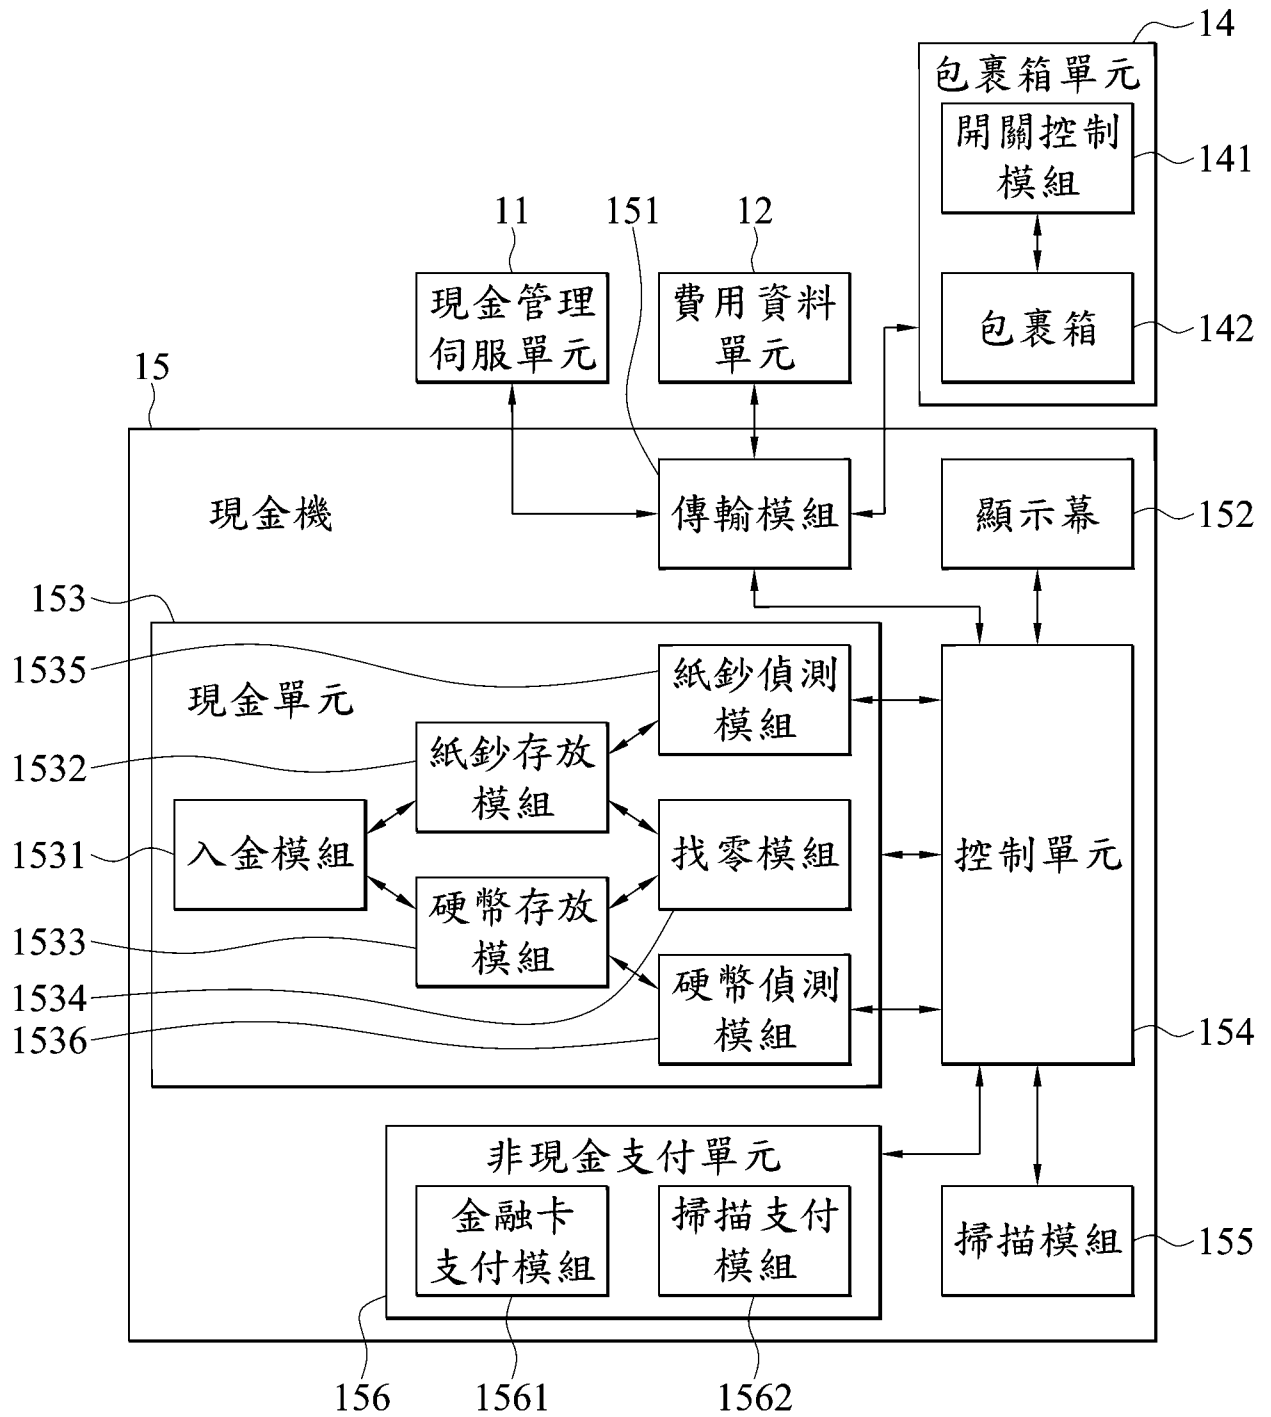 14
包裹箱單元
開關控制
模組
141
11
151
12
現金管理
伺服單元
費用資料
單元
包裹箱
142
15
現金機
傳輸模組
顯示幕
152
153
1535
現金單元
紙鈔偵測
模組
1532
紙鈔存放
模組
1531
入金模組
找零模組
控制單元
硬幣存放
模組
1533
1534
硬幣偵測
模組
1536
154
非現金支付單元
金融卡
支付模組
掃描支付
模組
掃描模組
155
156
1561
1562